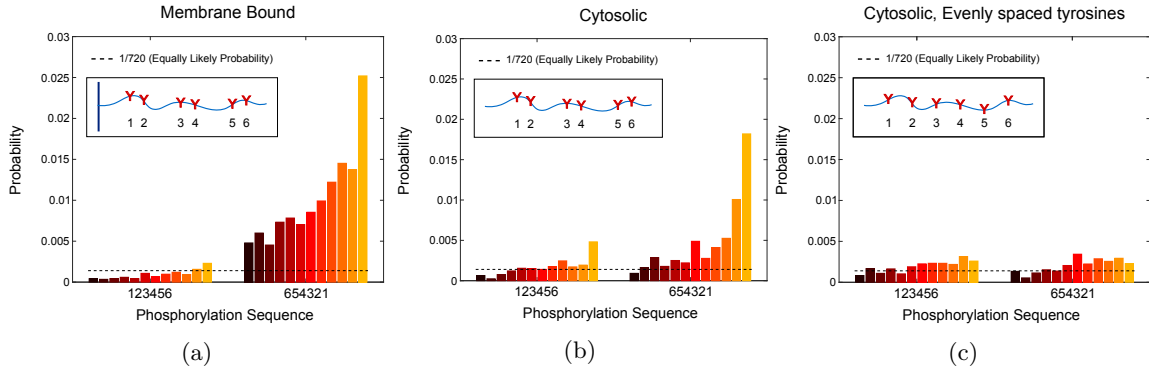 Membrane Bound
0.03
0.025
0.02
0.015
0.01
0.005
0
Probability
1/720 (Equally Likely Probability)
Y Y Y Y Y Y
1 2 3 4 5 6
123456 654321
Phosphorylation Sequence
(a)
Cytosolic
0.03
0.025
0.02
0.015
0.01
0.005
0
Probability
1/720 (Equally Likely Probability)
Y Y Y Y Y Y
1 2 3 4 5 6
123456 654321
Phosphorylation Sequence
(b)
Cytosolic, Evenly spaced tyrosines
0.03
0.025
0.02
0.015
0.01
0.005
0
Probability
1/720 (Equally Likely Probability)
Y Y Y Y Y Y
1 2 3 4 5 6
123456 654321
Phosphorylation Sequence
(c)